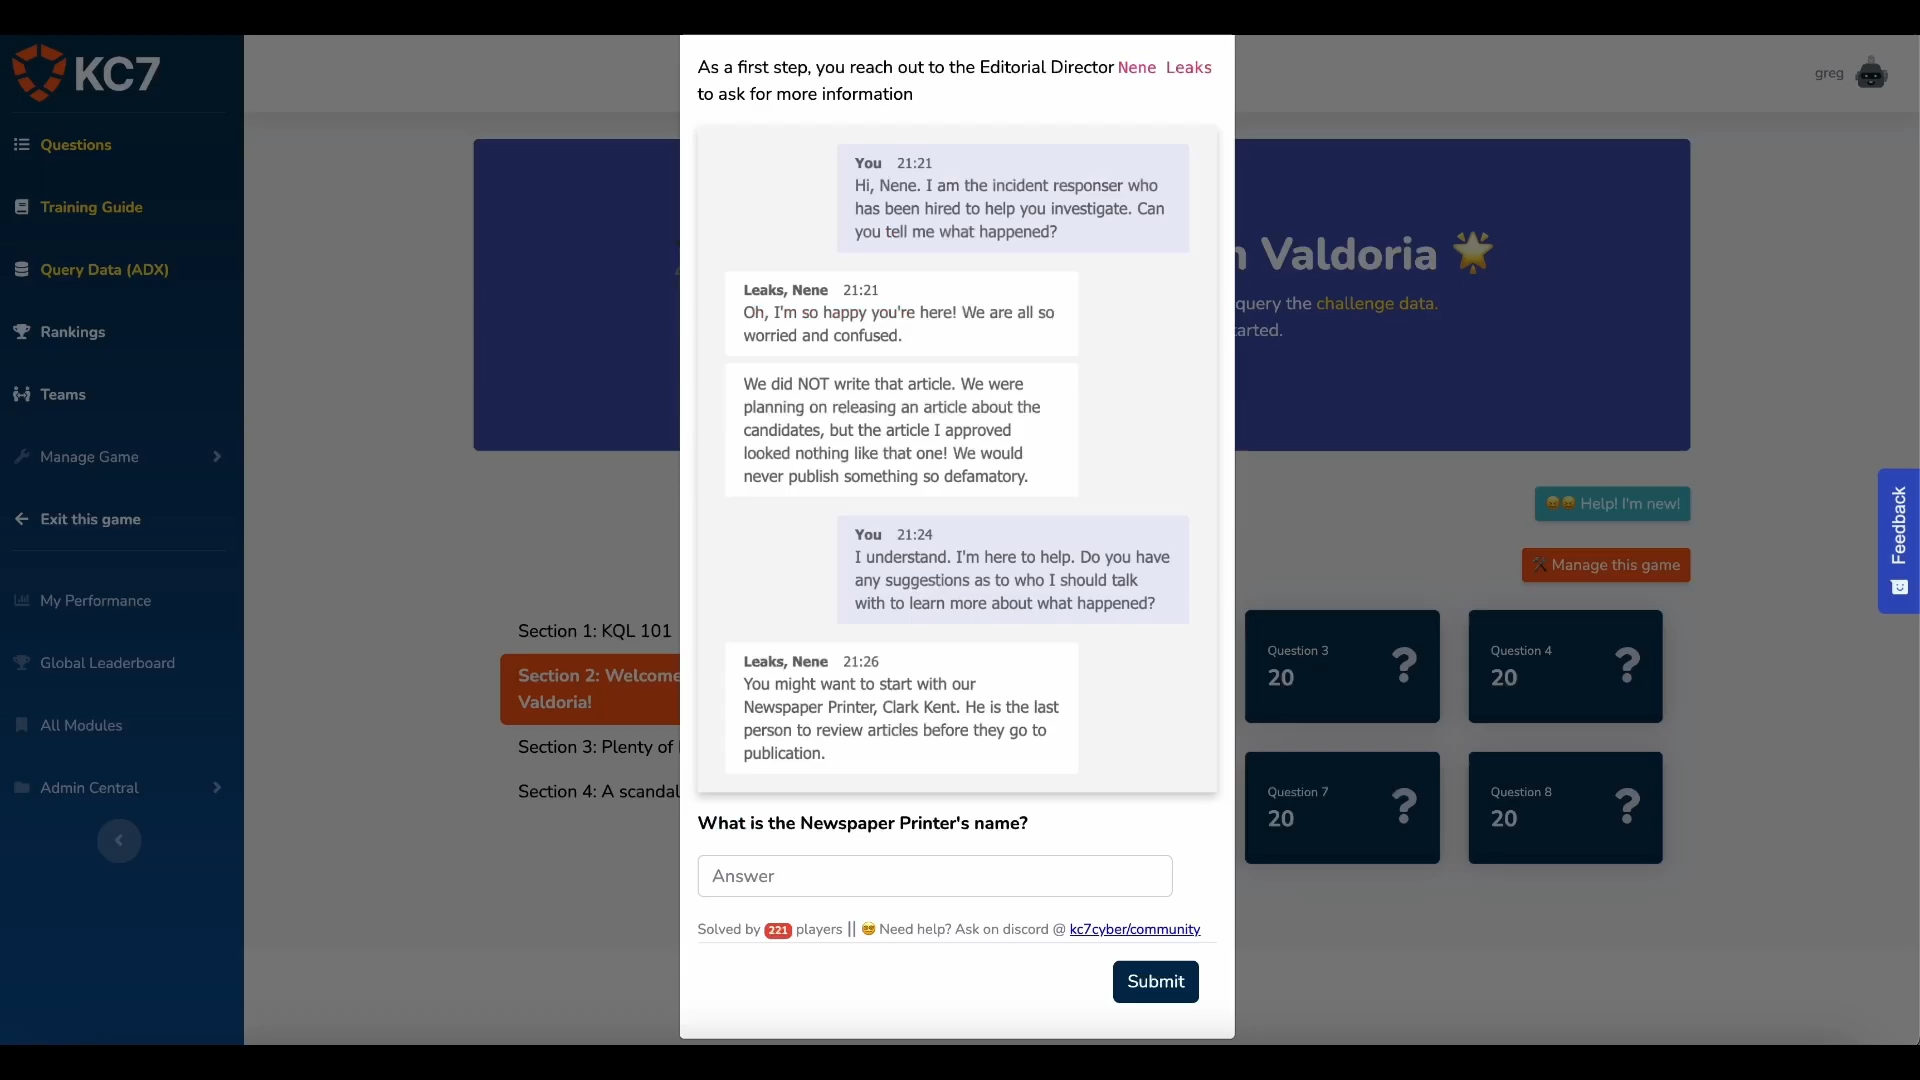 KC7
Questions
Training Guide
Query Data (ADX)
Rankings
Teams
Manage Game
Exit this game
My Performance
Global Leaderboard
All Modules
Admin Central
greg
Valdoria
query the challenge data.
Help! I'm new!
Manage this game
Section 1: KQL 101
Section 2: Welcome
Valdoria!
Section 3: Plenty of
Section 4: A scandal
As a first step, you reach out to the Editorial Director Nene Leaks
to ask for more information
You 21:21
Hi, Nene. I am the incident responser who
has been hired to help you investigate. Can
you tell me what happened?
Leaks, Nene 21:21
Oh, I'm so happy you're here! We are all so
worried and confused.
We did NOT write that article. We were
planning on releasing an article about the
candidates, but the article I approved
looked nothing like that one! We would
never publish something so defamatory.
You 21:24
I understand. I'm here to help. Do you have
any suggestions as to who I should talk
with to learn more about what happened?
Leaks, Nene 21:26
You might want to start with our
Newspaper Printer, Clark Kent. He is the last
person to review articles before they go to
publication.
What is the Newspaper Printer's name?
Answer
Solved by 221 players || Need help? Ask on discord @ kc7cyber/community
Submit
Question 3
20
?
Question 4
20
?
Question 7
20
?
Question 8
20
?
Feedback